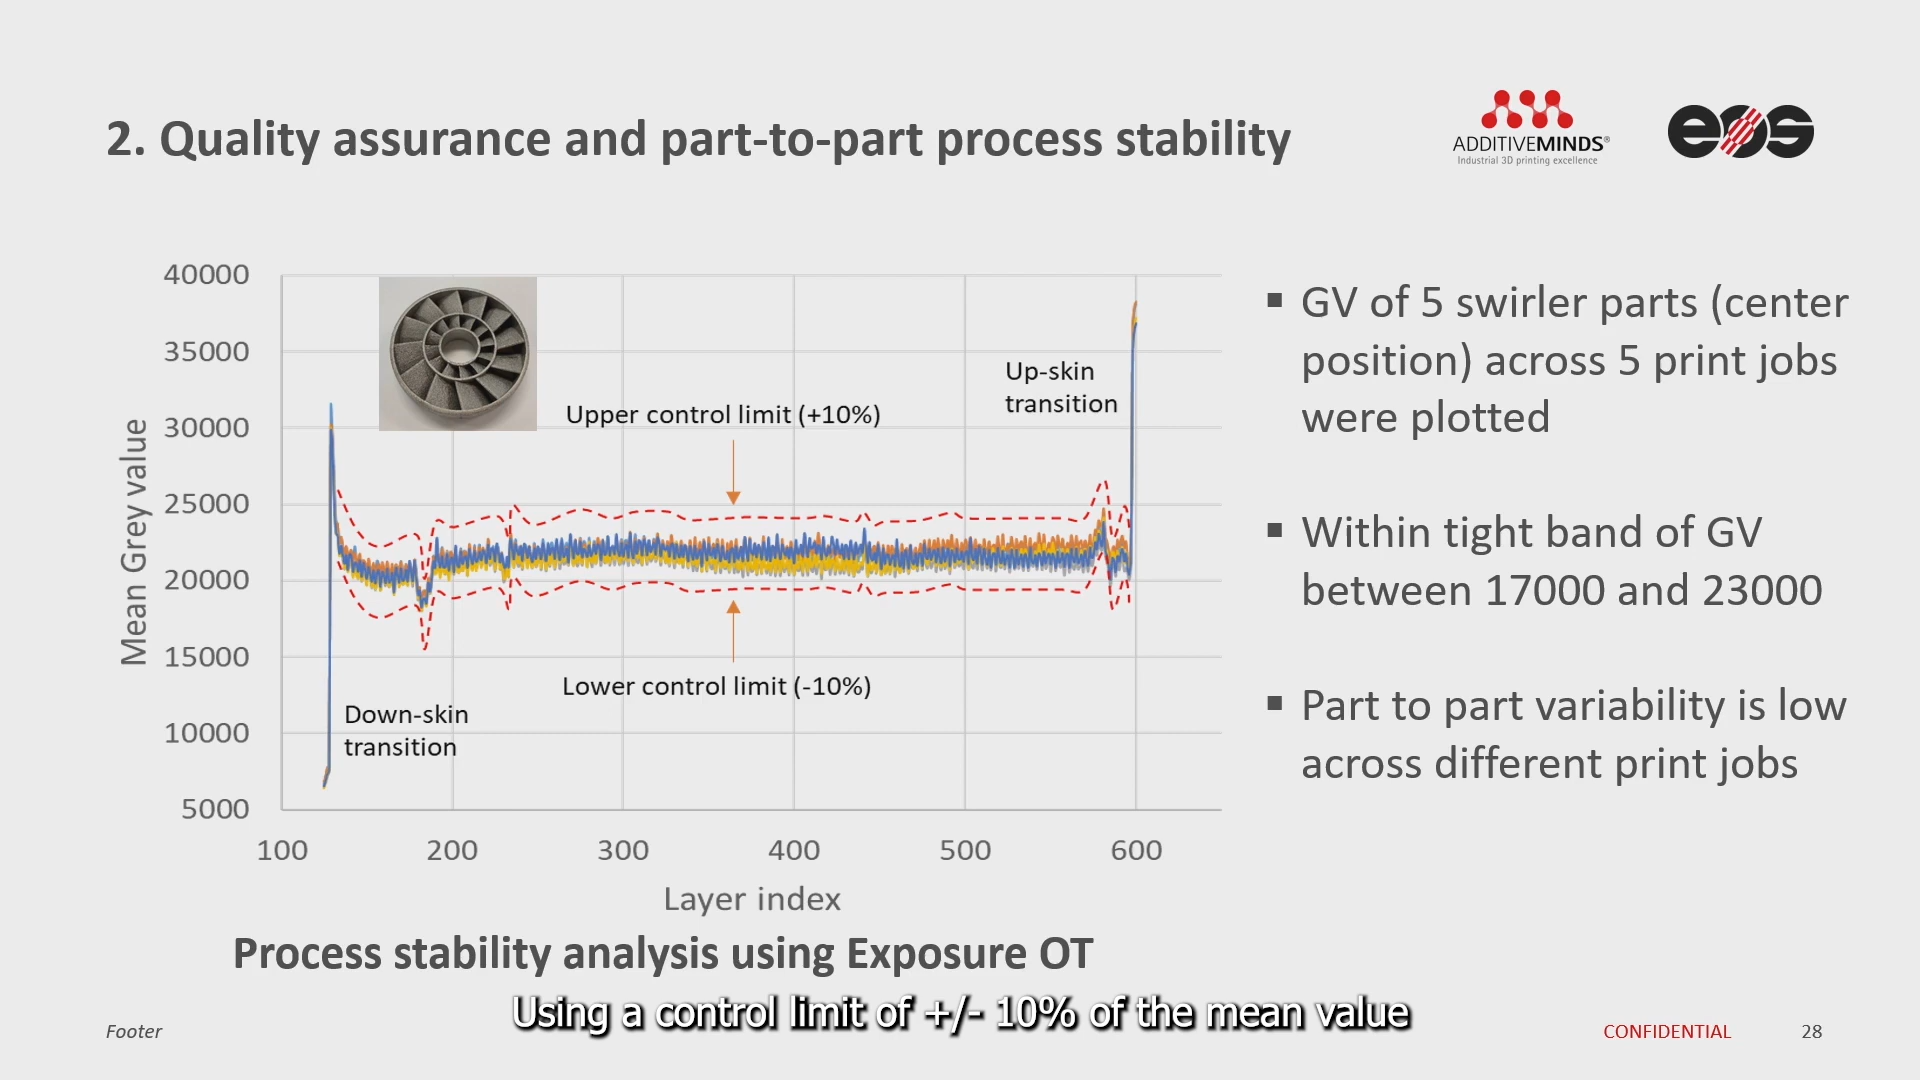 2. Quality assurance and part-to-part process stability
ADDITIVEMINDS®
Industrial 3D printing excellence
eos
40000
35000
30000
25000
20000
15000
10000
5000
Mean Grey value
100 200 300 400 500 600
Layer index
Upper control limit (+10%)
Up-skin
transition
Lower control limit (-10%)
Down-skin
transition
▪ GV of 5 swirler parts (center
position) across 5 print jobs
were plotted
▪ Within tight band of GV
between 17000 and 23000
▪ Part to part variability is low
across different print jobs
Process stability analysis using Exposure OT
Using a control limit of +/- 10% of the mean value
Footer
CONFIDENTIAL
28